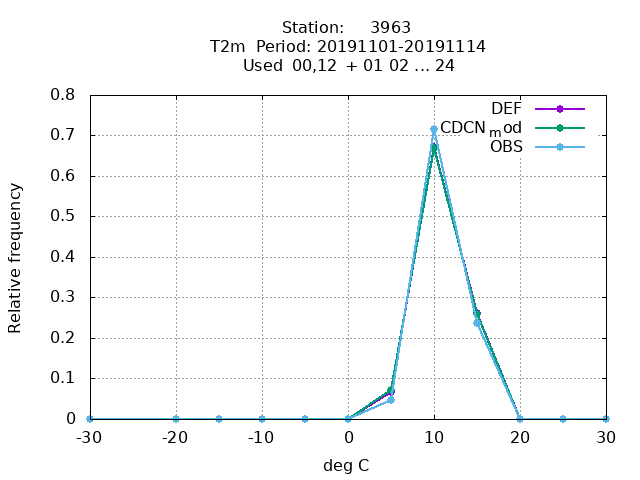 Station: 3963
T2m Period: 20191101-20191114
Used 00,12 + 01 02 ... 24
DEF
CDCN_mod
OBS
0.8
0.7
0.6
0.5
0.4
0.3
0.2
0.1
0
Relative frequency
-30 -20 -10 0 10 20 30
deg C